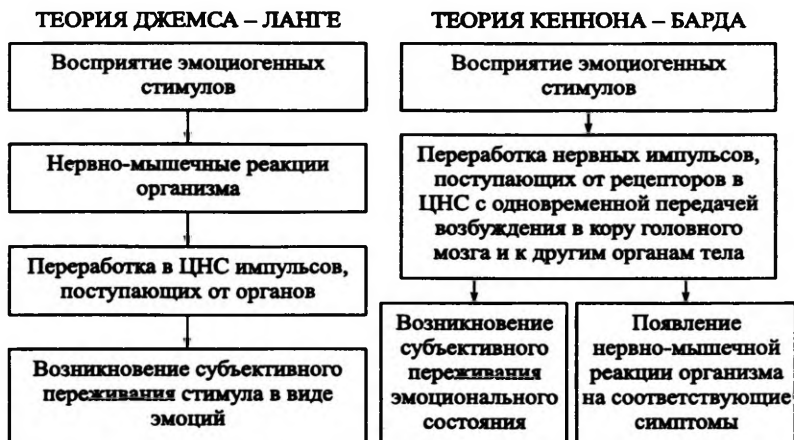 ТЕОРИЯ ДЖЕМСА – ЛАНГЕ
Восприятие эмоциогенных
стимулов
Нервно-мышечные реакции
организма
Переработка в ЦНС импульсов,
поступающих от органов
Возникновение субъективного
переживания стимула в виде
эмоций
ТЕОРИЯ КЕННОНА – БАРДА
Восприятие эмоциогенных
стимулов
Переработка нервных импульсов,
поступающих от рецепторов в
ЦНС с одновременной передачей
возбуждения в кору головного
мозга и к другим органам тела
Возникновение
субъективного
переживания
эмоционального
состояния
Появление
нервно-мышечной
реакции организма
на соответствующие
симптомы